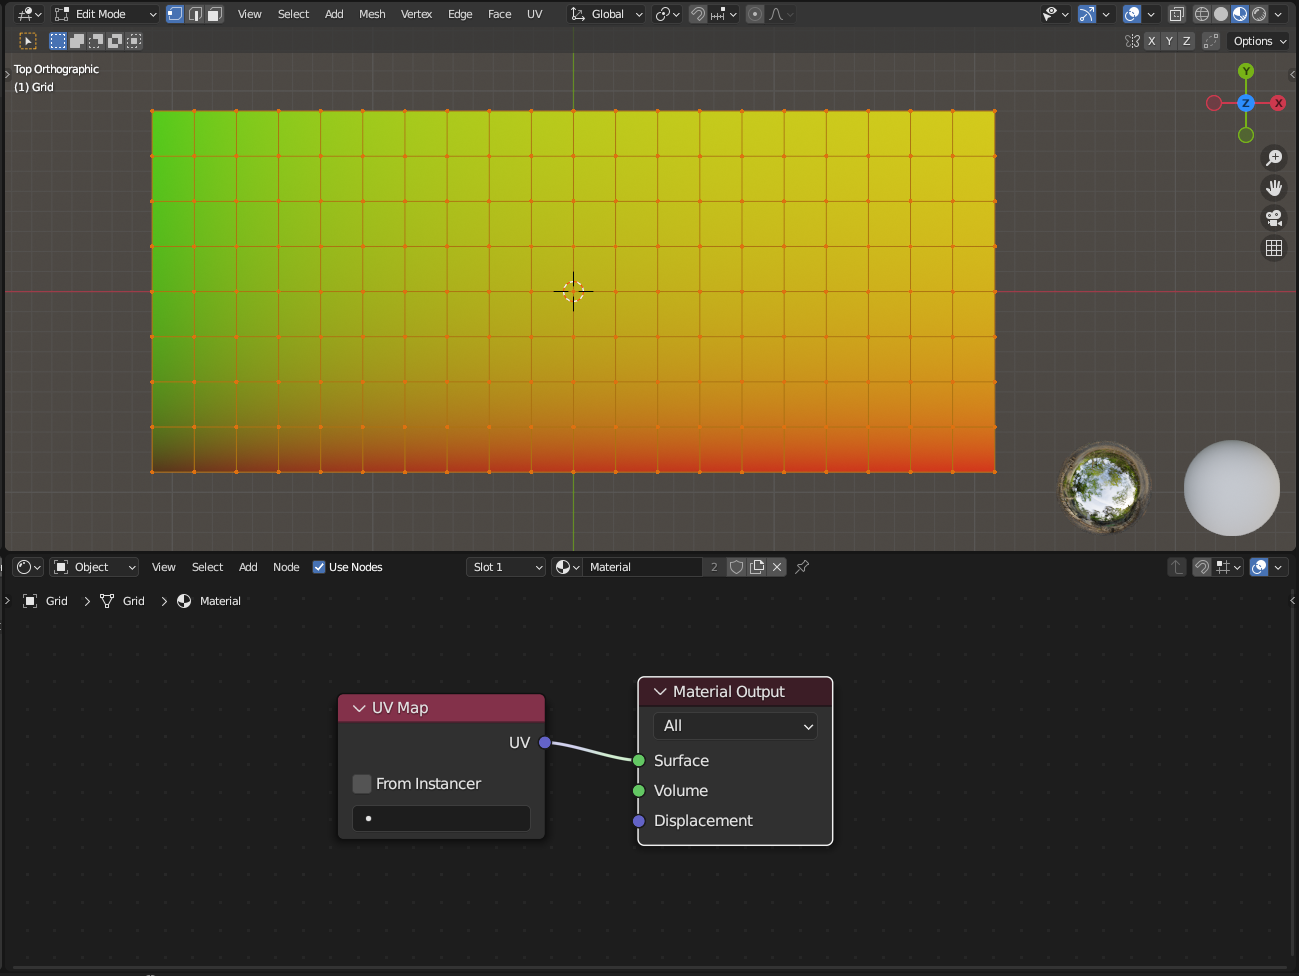 Edit Mode View Select Add Mesh Vertex Edge Face UV Global
X Y Z Options
Top Orthographic
(1) Grid
Y
Z X
Object View Select Add Node Use Nodes Slot 1 Material 2
Grid Grid Material
UV Map
UV
From Instancer
Material Output
All
Surface
Volume
Displacement